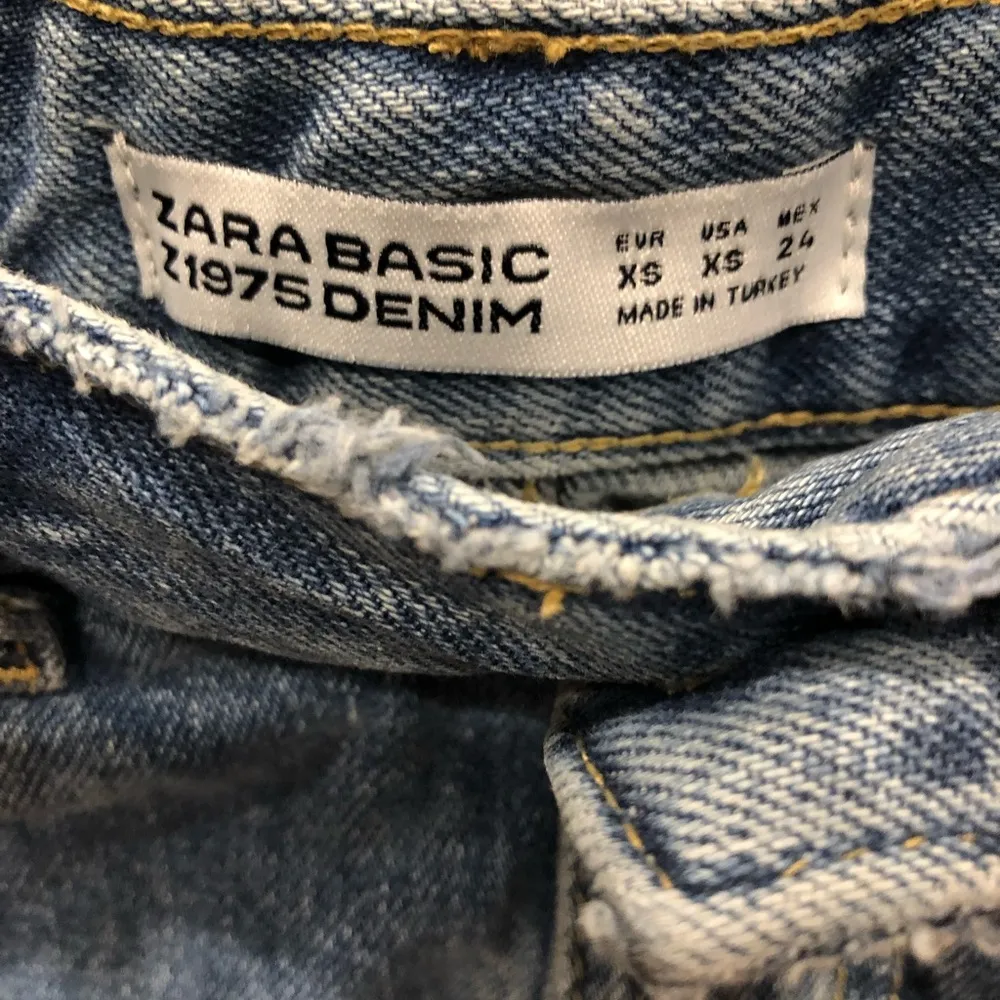 ZARA BASIC
Z1975 DENIM
EUR USA MEX
XS XS 24
MADE IN TURKEY